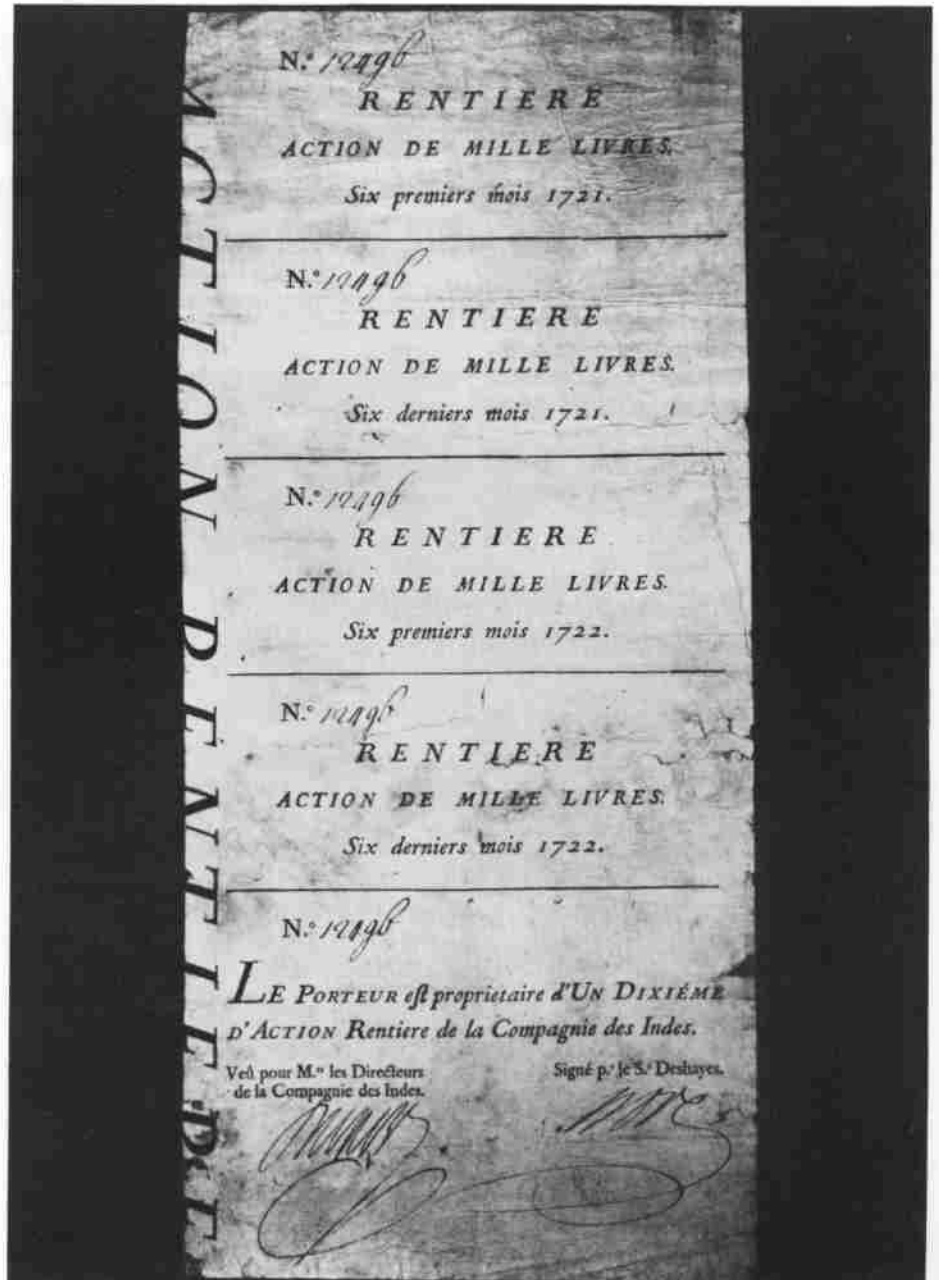 N.º 12496
RENTIERE
ACTION DE MILLE LIVRES.
Six premiers mois 1721.
N.º 12496
RENTIERE
ACTION DE MILLE LIVRES.
Six derniers mois 1721.
N.º 12496
RENTIERE
ACTION DE MILLE LIVRES.
Six premiers mois 1722.
N.º 12496
RENTIERE
ACTION DE MILLE LIVRES.
Six derniers mois 1722.
N.º 12496
LE PORTEUR est proprietaire d'UN DIXIÉME
D'ACTION Rentiere de la Compagnie des Indes.
Veû pour M.rs les Directeurs
de la Compagnie des Indes.
Signé p.r le S.r Deshayes.
ACTION RENTIERE